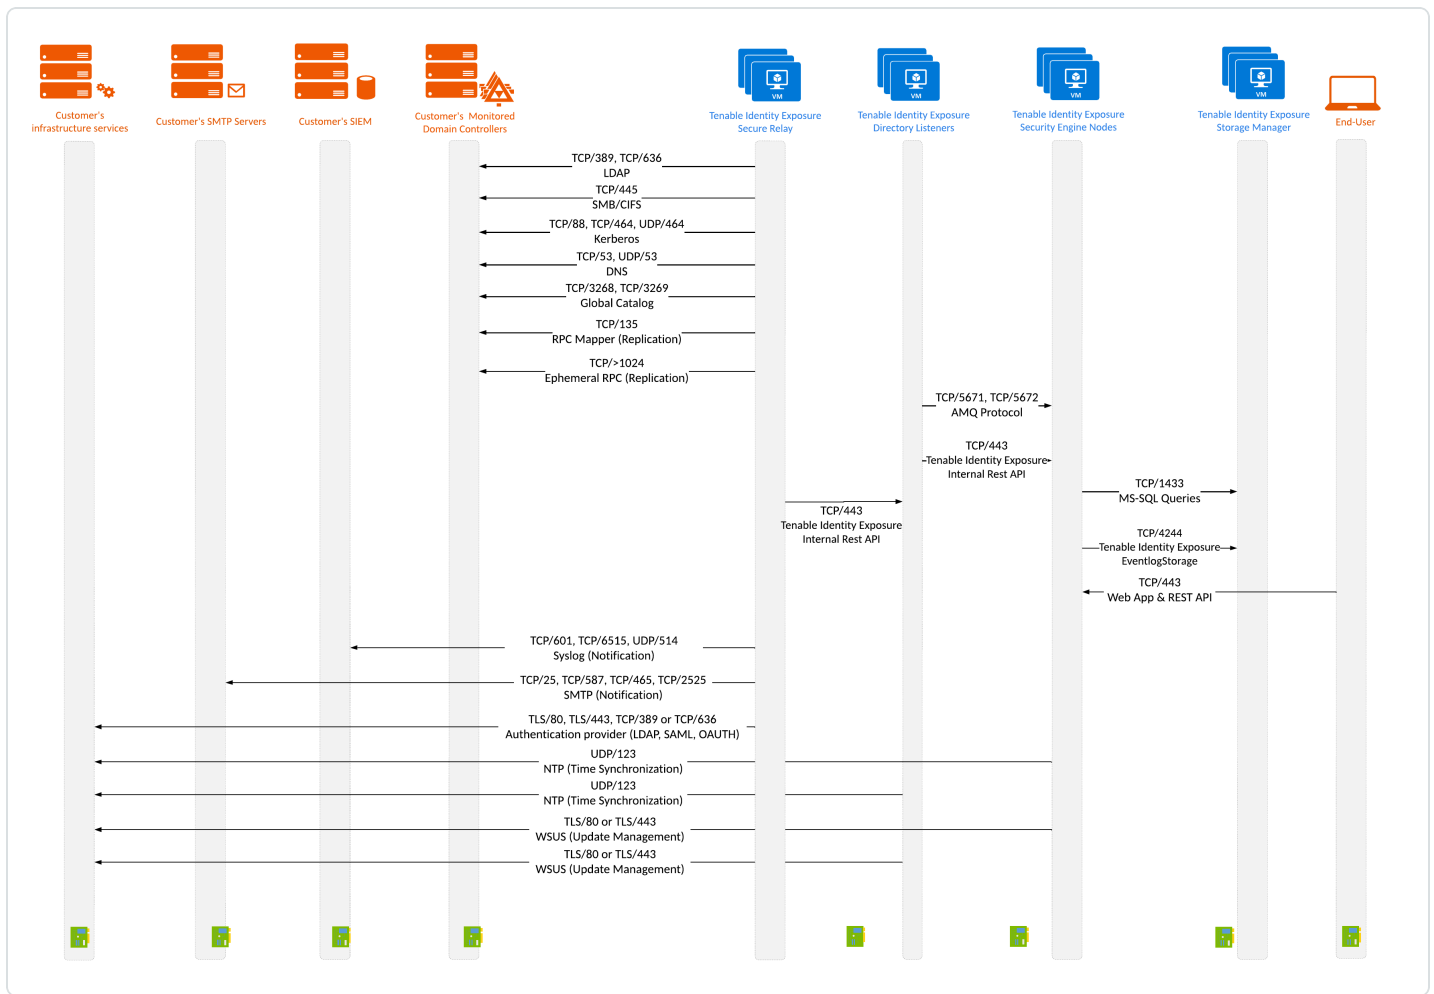 Customer's
infrastructure services
Customer's SMTP Servers
Customer's SIEM
Customer's Monitored
Domain Controllers
VM
Tenable Identity Exposure
Secure Relay
VM
Tenable Identity Exposure
Directory Listeners
VM
Tenable Identity Exposure
Security Engine Nodes
VM
Tenable Identity Exposure
Storage Manager
End-User
TCP/389, TCP/636
LDAP
TCP/445
SMB/CIFS
TCP/88, TCP/464, UDP/464
Kerberos
TCP/53, UDP/53
DNS
TCP/3268, TCP/3269
Global Catalog
TCP/135
RPC Mapper (Replication)
TCP/>1024
Ephemeral RPC (Replication)
TCP/5671, TCP/5672
AMQ Protocol
TCP/443
Tenable Identity Exposure
Internal Rest API
TCP/1433
MS-SQL Queries
TCP/443
Tenable Identity Exposure
Internal Rest API
TCP/4244
Tenable Identity Exposure
EventlogStorage
TCP/443
Web App & REST API
TCP/601, TCP/6515, UDP/514
Syslog (Notification)
TCP/25, TCP/587, TCP/465, TCP/2525
SMTP (Notification)
TLS/80, TLS/443, TCP/389 or TCP/636
Authentication provider (LDAP, SAML, OAUTH)
UDP/123
NTP (Time Synchronization)
UDP/123
NTP (Time Synchronization)
TLS/80 or TLS/443
WSUS (Update Management)
TLS/80 or TLS/443
WSUS (Update Management)